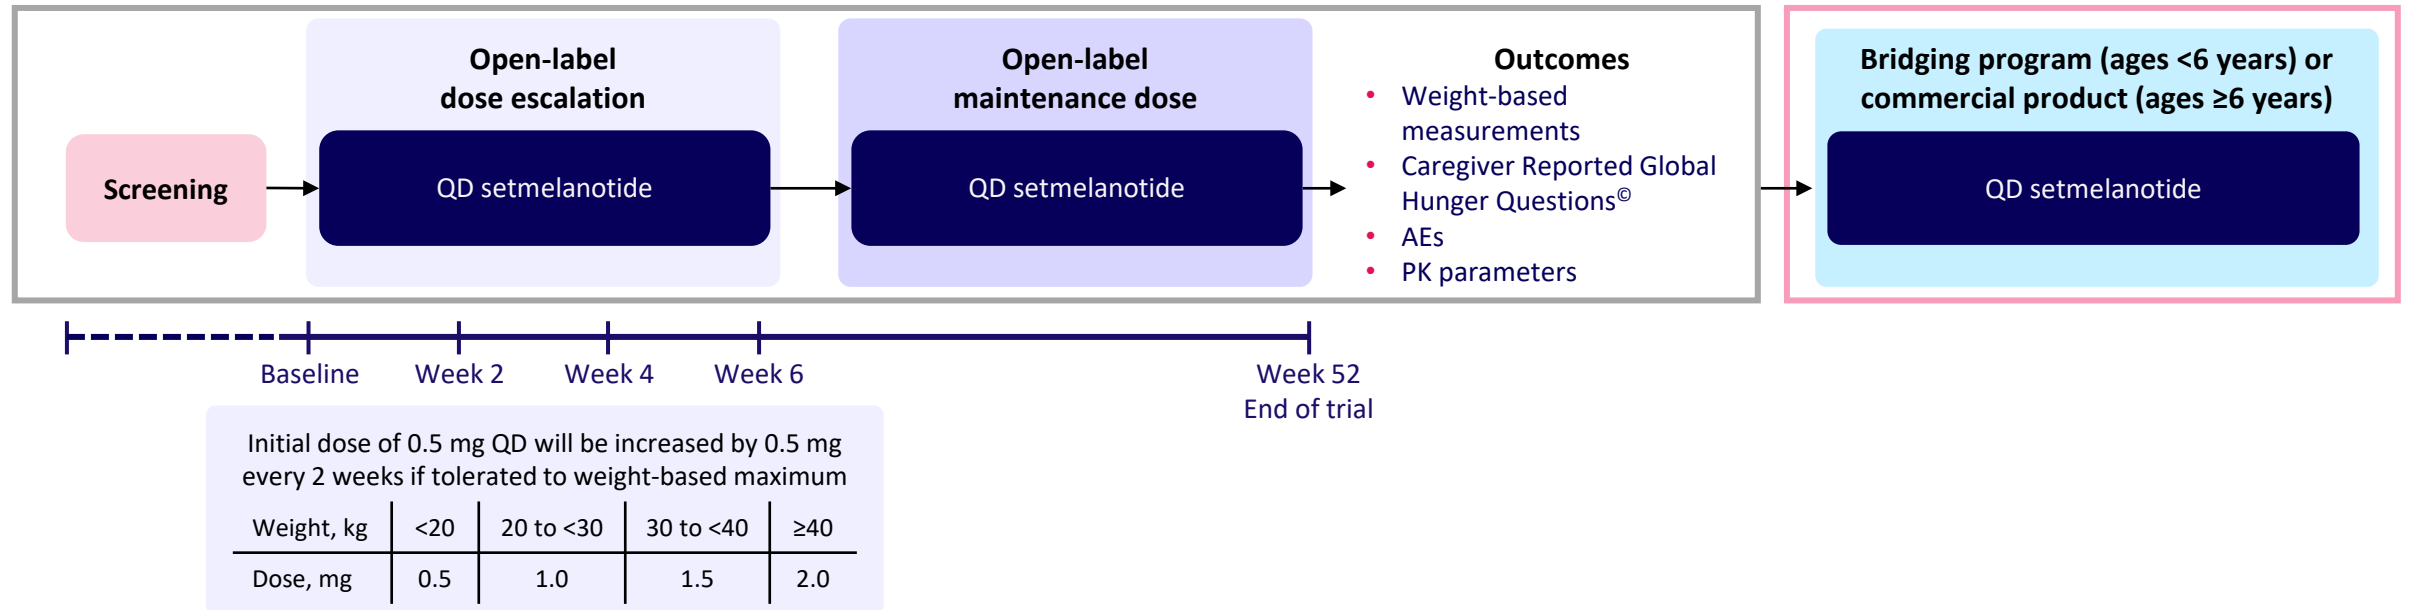 Screening
Open-label
dose escalation
QD setmelanotide
Open-label
maintenance dose
QD setmelanotide
Outcomes
• Weight-based
measurements
• Caregiver Reported Global
Hunger Questions©
• AEs
• PK parameters
Bridging program (ages <6 years) or
commercial product (ages ≥6 years)
QD setmelanotide
Baseline
Week 2
Week 4
Week 6
Week 52
End of trial
Initial dose of 0.5 mg QD will be increased by 0.5 mg
every 2 weeks if tolerated to weight-based maximum
Weight, kg <20 20 to <30 30 to <40 ≥40
Dose, mg 0.5 1.0 1.5 2.0